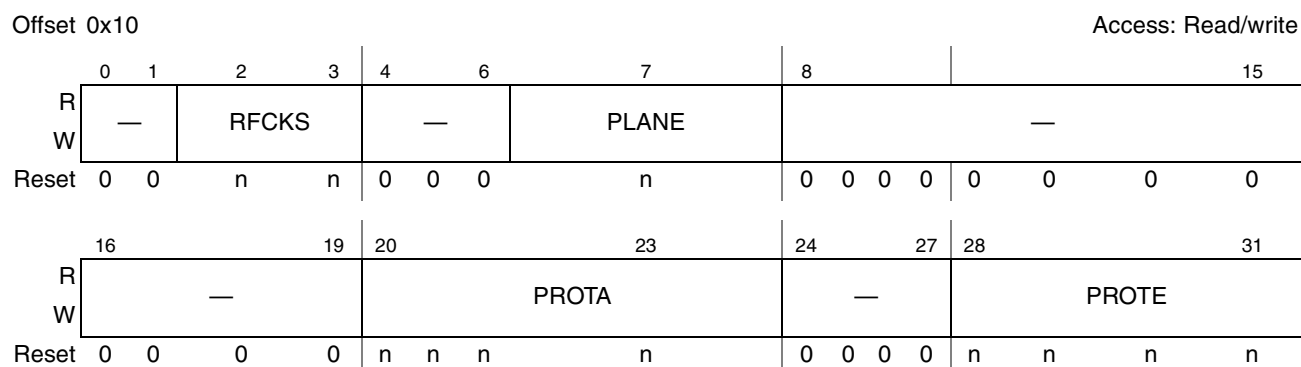 Offset 0x10 Access: Read/write
0 1 2 3 4 6 7 8 15
R
W
— RFCKS — PLANE —
Reset 0 0 n n 0 0 0 n 0 0 0 0 0 0 0 0
16 19 20 23 24 27 28 31
R
W
— PROTA — PROTE
Reset 0 0 0 0 n n n n 0 0 0 0 n n n n